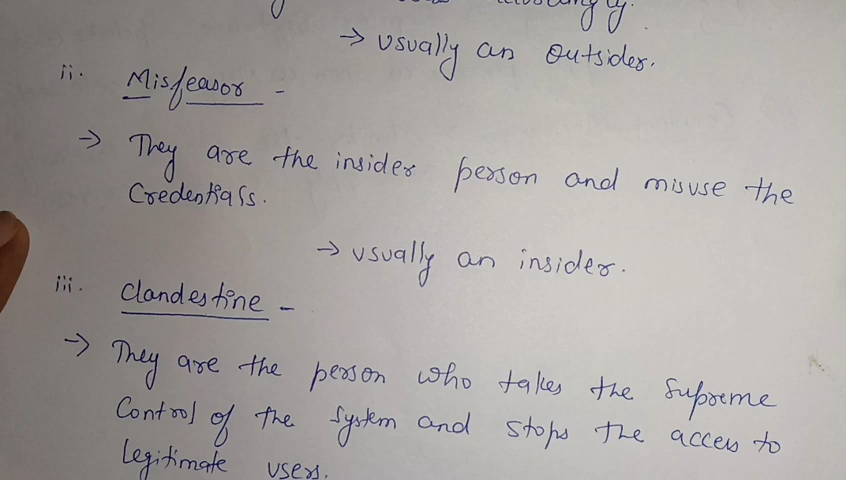 → usually an outsider.
ii. Misfeasor -
→ They are the insider person and misuse the
Credentials.
→ usually an insider.
iii. Clandestine -
→ They are the person who takes the Supreme
Control of the system and stops the access to
legitimate users.